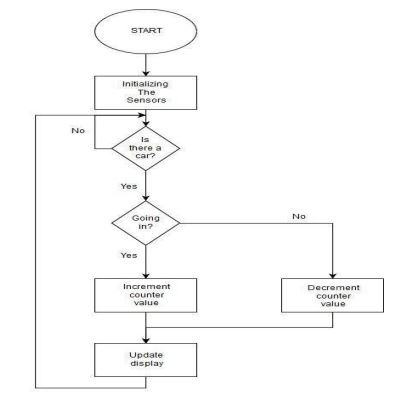 START
Initializing
The
Sensors
No
Is
there a
car?
Yes
Going
in?
No
Yes
Increment
counter
value
Decrement
counter
value
Update
display